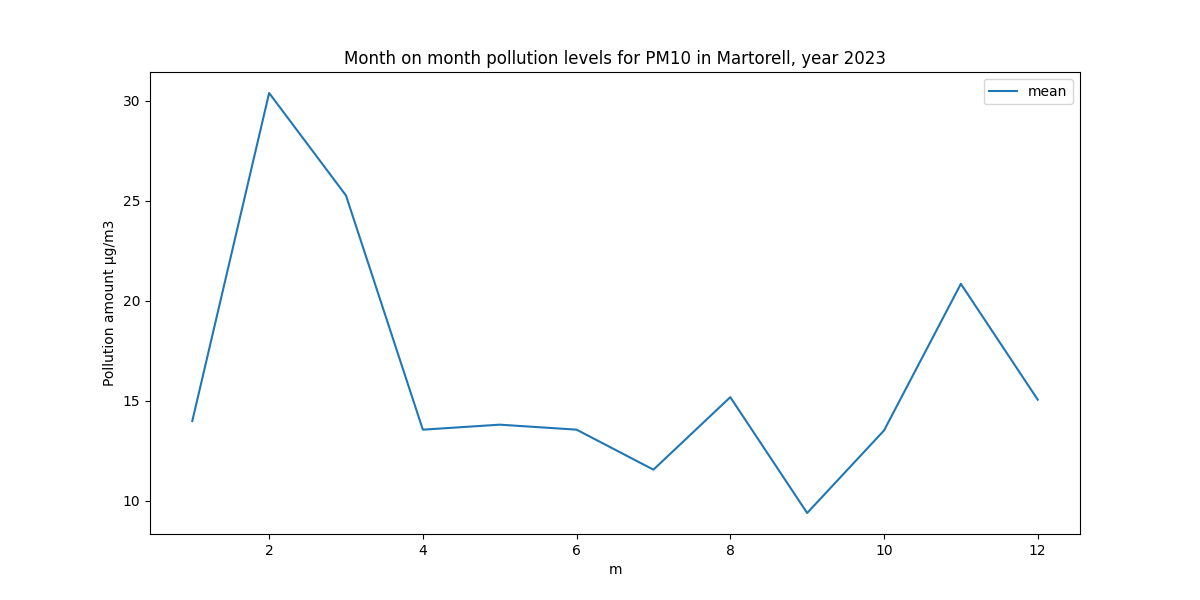 Month on month pollution levels for PM10 in Martorell, year 2023
mean
30
25
20
15
10
Pollution amount µg/m3
2 4 6 8 10 12
m